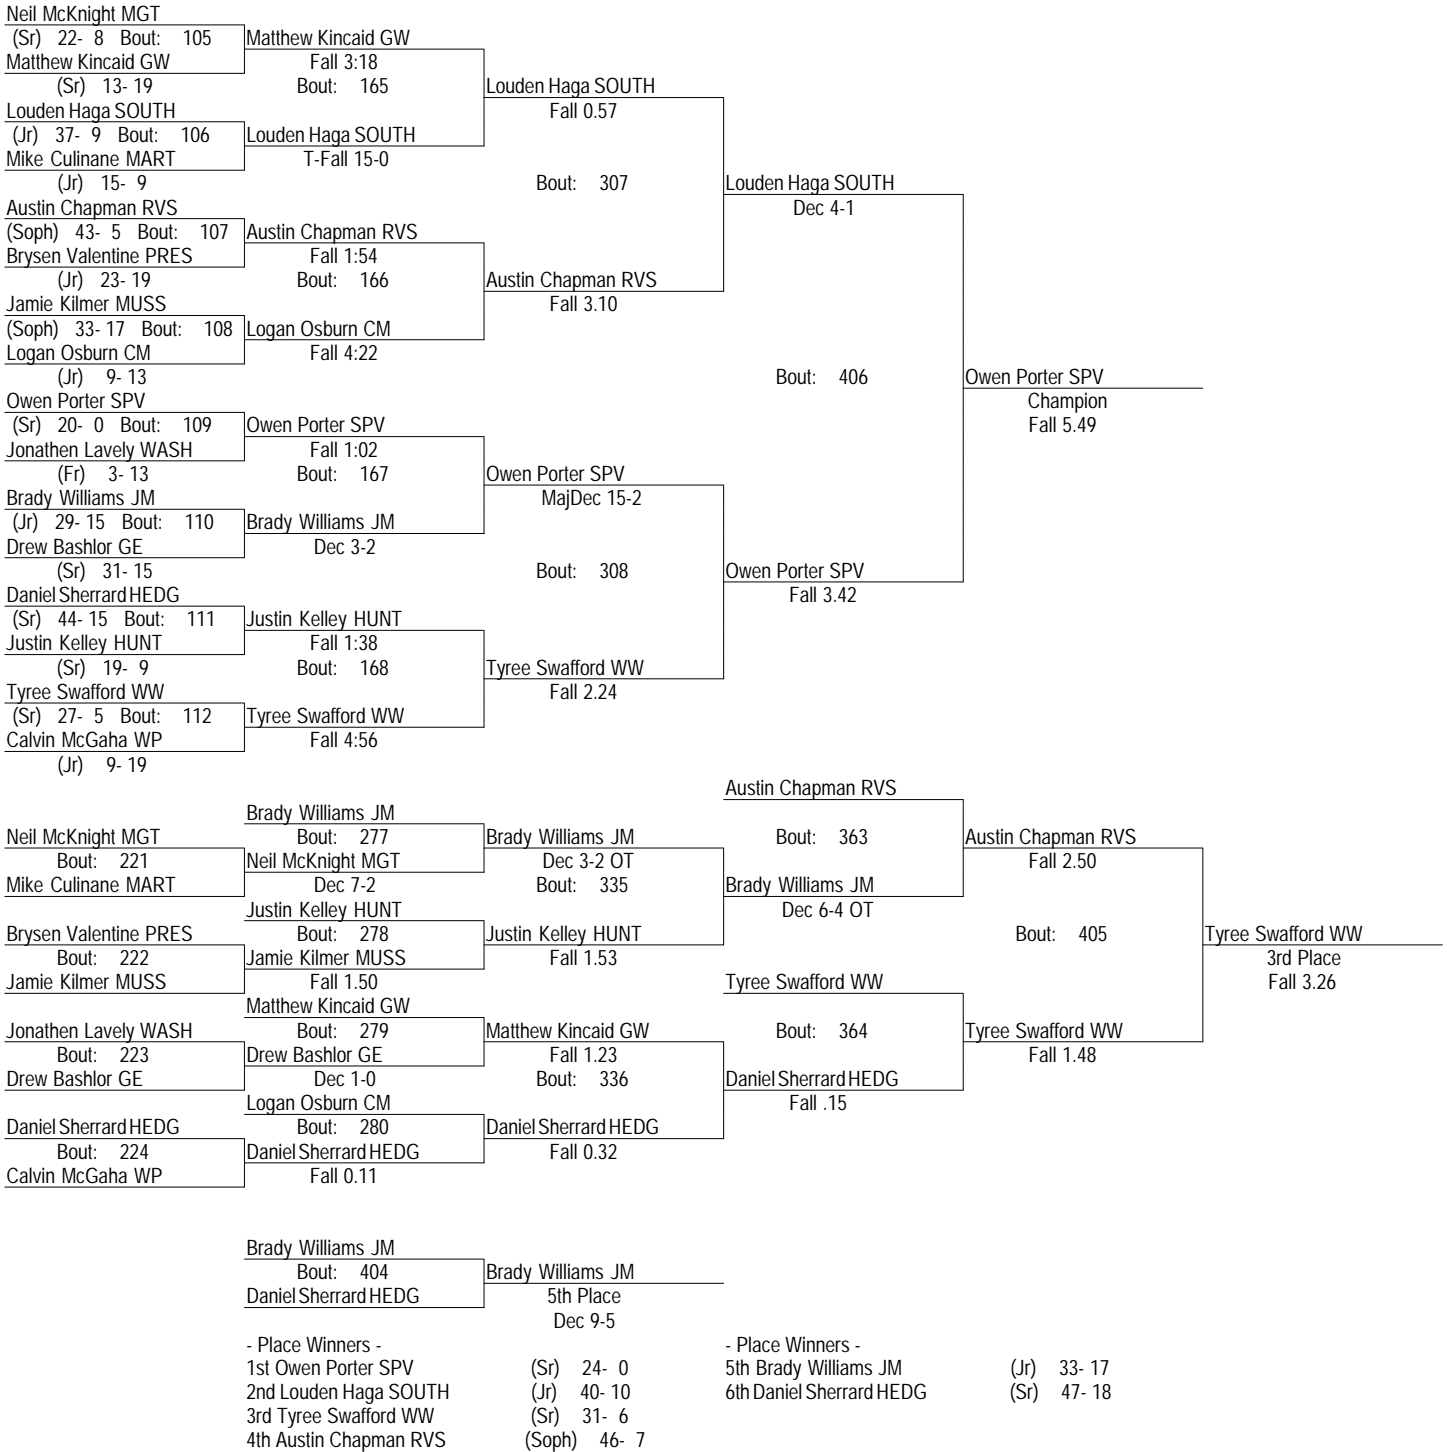 Neil McKnight MGT
(Sr) 22- 8 Bout: 105 Matthew Kincaid GW
Matthew Kincaid GW Fall 3:18
(Sr) 13- 19 Bout: 165 Louden Haga SOUTH
Louden Haga SOUTH Fall 0.57
(Jr) 37- 9 Bout: 106 Louden Haga SOUTH
Mike Culinane MART T-Fall 15-0
(Jr) 15- 9 Bout: 307 Louden Haga SOUTH
Austin Chapman RVS Dec 4-1
(Soph) 43- 5 Bout: 107 Austin Chapman RVS
Brysen Valentine PRES Fall 1:54
(Jr) 23- 19 Bout: 166 Austin Chapman RVS
Jamie Kilmer MUSS Fall 3.10
(Soph) 33- 17 Bout: 108 Logan Osburn CM
Logan Osburn CM Fall 4:22
(Jr) 9- 13 Bout: 406 Owen Porter SPV
Owen Porter SPV Champion
(Sr) 20- 0 Bout: 109 Owen Porter SPV Fall 5.49
Jonathen Lavely WASH Fall 1:02
(Fr) 3- 13 Bout: 167 Owen Porter SPV
Brady Williams JM MajDec 15-2
(Jr) 29- 15 Bout: 110 Brady Williams JM
Drew Bashlor GE Dec 3-2
(Sr) 31- 15 Bout: 308 Owen Porter SPV
Daniel Sherrard HEDG Fall 3.42
(Sr) 44- 15 Bout: 111 Justin Kelley HUNT
Justin Kelley HUNT Fall 1:38
(Sr) 19- 9 Bout: 168 Tyree Swafford WW
Tyree Swafford WW Fall 2.24
(Sr) 27- 5 Bout: 112 Tyree Swafford WW
Calvin McGaha WP Fall 4:56
(Jr) 9- 19
Austin Chapman RVS
Brady Williams JM
Neil McKnight MGT Bout: 277 Brady Williams JM Bout: 363 Austin Chapman RVS
Bout: 221 Neil McKnight MGT Dec 3-2 OT Fall 2.50
Mike Culinane MART Dec 7-2 Bout: 335 Brady Williams JM
Justin Kelley HUNT Dec 6-4 OT
Brysen Valentine PRES Bout: 278 Justin Kelley HUNT Bout: 405 Tyree Swafford WW
Bout: 222 Jamie Kilmer MUSS Fall 1.53 3rd Place
Jamie Kilmer MUSS Fall 1.50 Tyree Swafford WW Fall 3.26
Matthew Kincaid GW
Jonathen Lavely WASH Bout: 279 Matthew Kincaid GW Bout: 364 Tyree Swafford WW
Bout: 223 Drew Bashlor GE Fall 1.23 Fall 1.48
Drew Bashlor GE Dec 1-0 Bout: 336 Daniel Sherrard HEDG
Logan Osburn CM Fall .15
Daniel Sherrard HEDG Bout: 280 Daniel Sherrard HEDG
Bout: 224 Daniel Sherrard HEDG Fall 0.32
Calvin McGaha WP Fall 0.11
Brady Williams JM
Bout: 404 Brady Williams JM
Daniel Sherrard HEDG 5th Place
Dec 9-5
- Place Winners - - Place Winners -
1st Owen Porter SPV (Sr) 24- 0 5th Brady Williams JM (Jr) 33- 17
2nd Louden Haga SOUTH (Jr) 40- 10 6th Daniel Sherrard HEDG (Sr) 47- 18
3rd Tyree Swafford WW (Sr) 31- 6
4th Austin Chapman RVS (Soph) 46- 7